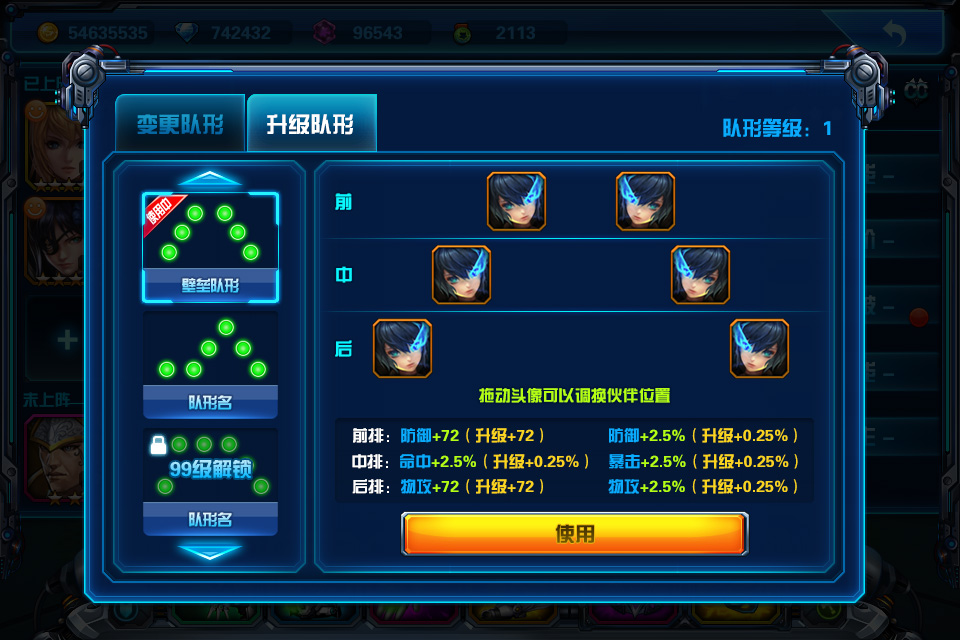 54635535 742432 96543 2113
已上
变更队形 升级队形
队形等级：1
使用中
壁垒队形
队形名
99级解锁
队形名
前
中
后
拖动头像可以调换伙伴位置
前排：防御+72（升级+72） 防御+2.5%（升级+0.25%）
中排：命中+2.5%（升级+0.25%） 暴击+2.5%（升级+0.25%）
后排：物攻+72（升级+72） 物攻+2.5%（升级+0.25%）
使用
未上阵